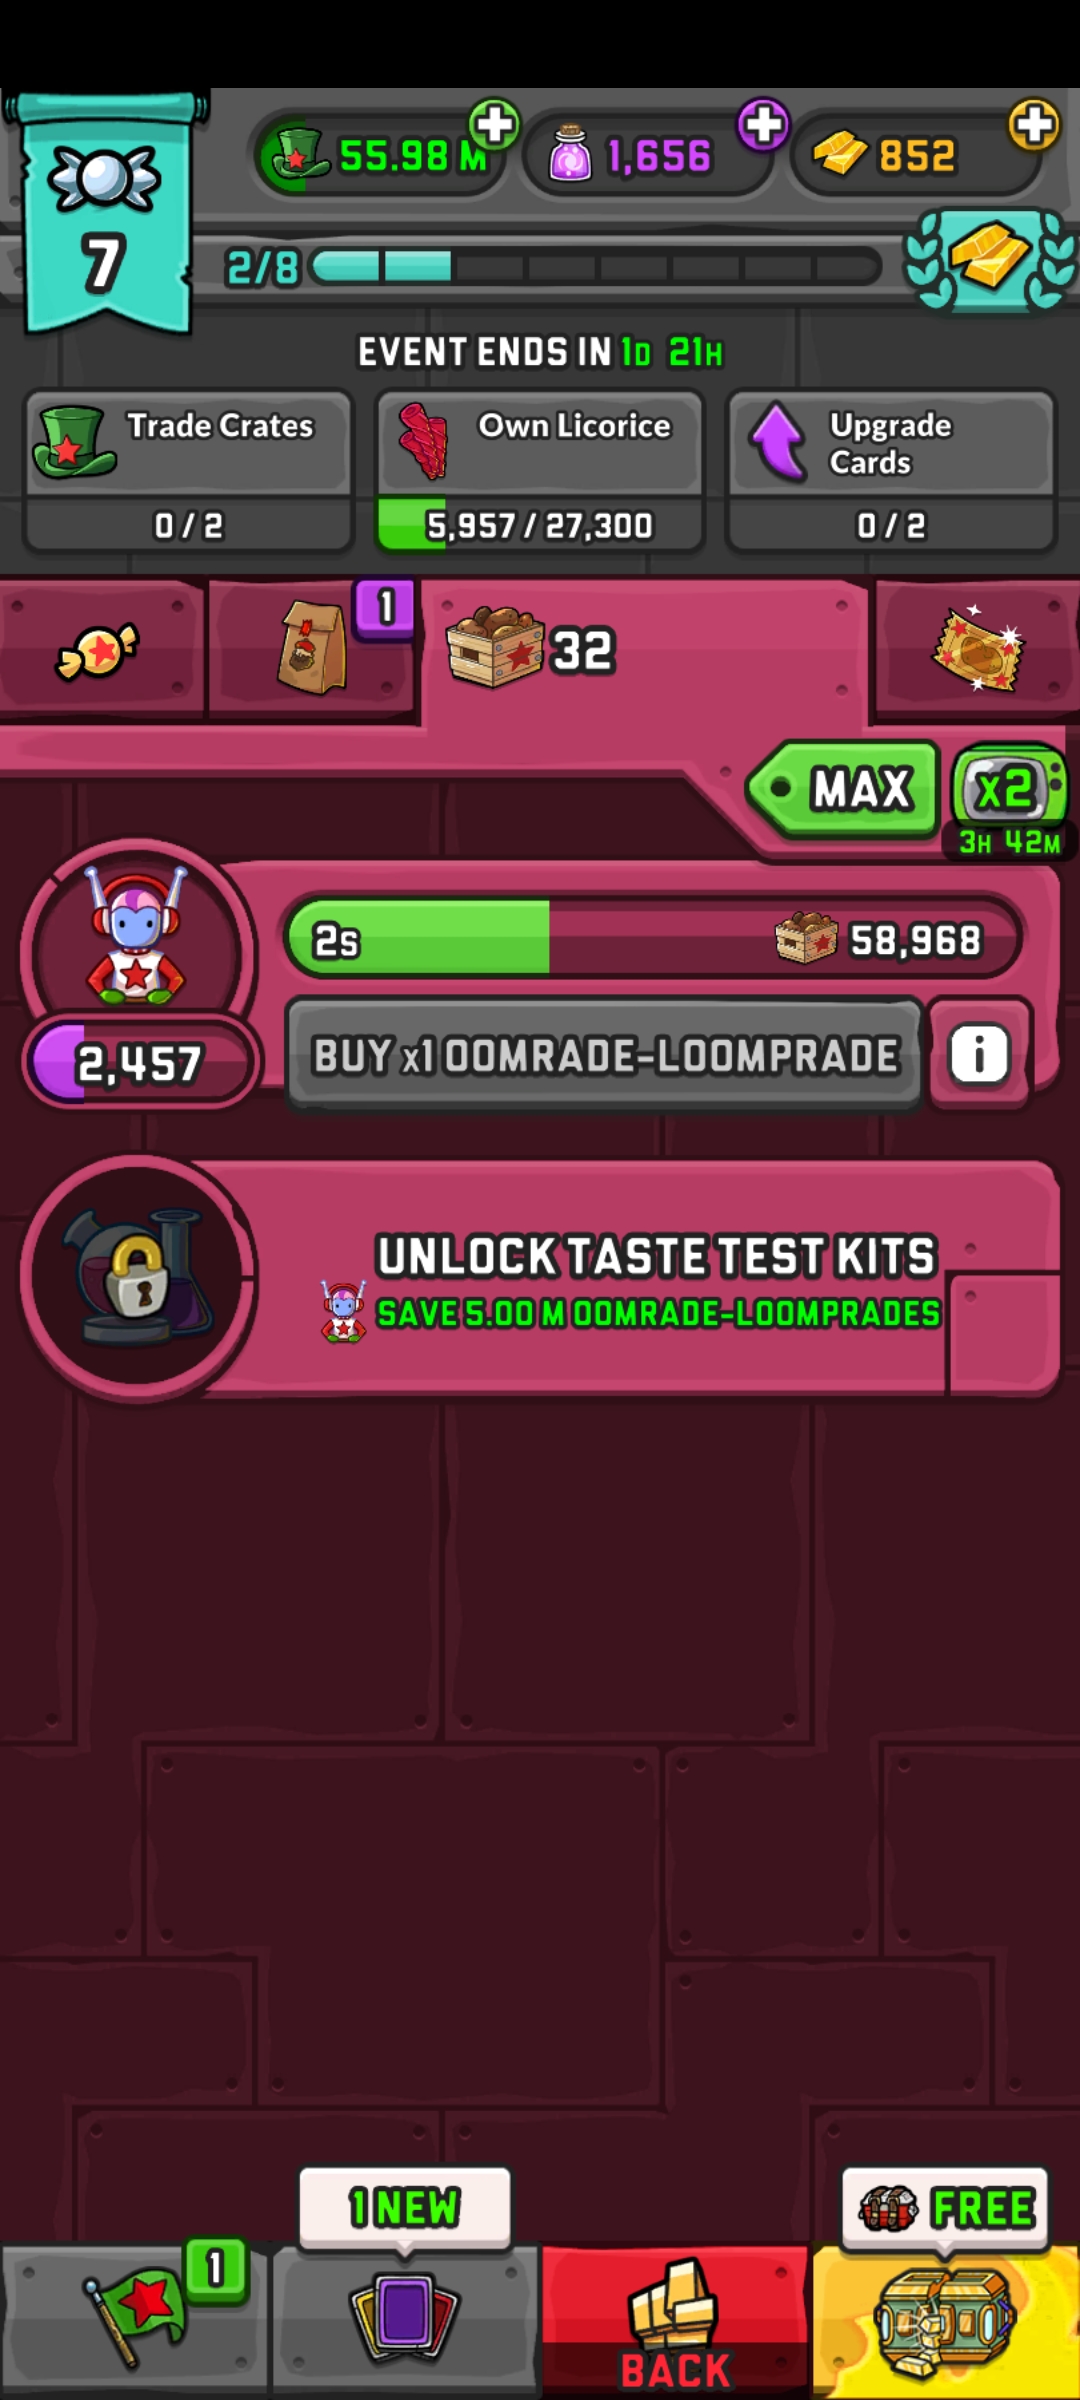 7
55.98 M
1,656
852
2/8
EVENT ENDS IN 1D 21H
Trade Crates
0 / 2
Own Licorice
5,957 / 27,300
Upgrade
Cards
0 / 2
1
32
MAX
x2
3H 42M
2s
58,968
2,457
BUY x1 OOMRADE-LOOMPRADE
i
UNLOCK TASTE TEST KITS
SAVE 5.00 M OOMRADE-LOOMPRADES
1 NEW
FREE
1
BACK